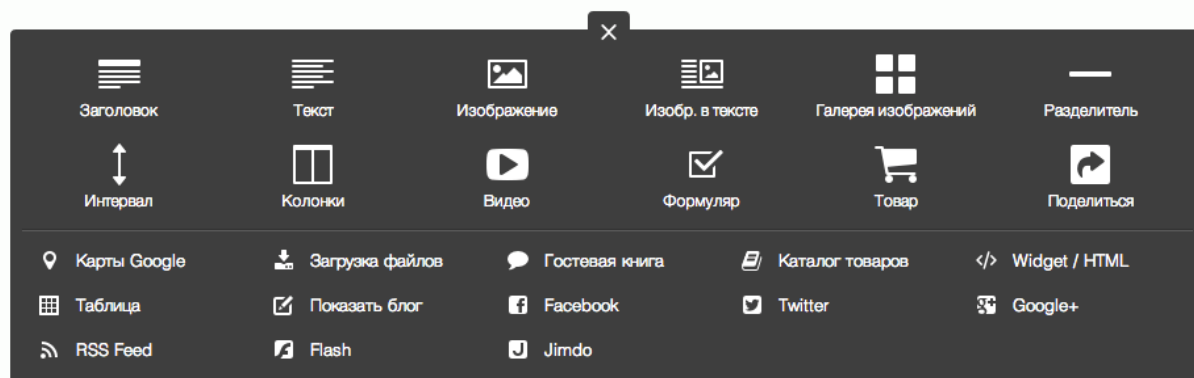 Заголовок Текст Изображение Изобр. в тексте Галерея изображений Разделитель
Интервал Колонки Видео Формуляр Товар Поделиться
Карты Google Загрузка файлов Гостевая книга Каталог товаров Widget / HTML
Таблица Показать блог Facebook Twitter Google+
RSS Feed Flash Jimdo